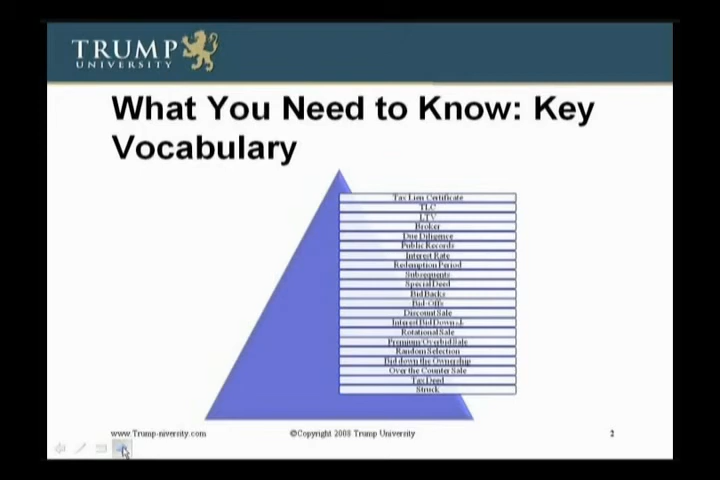 TRUMP
UNIVERSITY
What You Need to Know: Key
Vocabulary
Tax Lien Certificate
TLC
LTV
Broker
Due Diligence
Public Records
Interest Rate
Redemption Period
Subsequents
Special Deed
Bid Backs
Bid-Offs
Discount Sale
Interest Bid Down
Rotational Sale
Premium/Overbid Sale
Random Selection
Bid down the Ownership
Over the Counter Sale
Tax Deed
Struck
www Trump-niversity.com ©Copyright 2008 Trump University 2